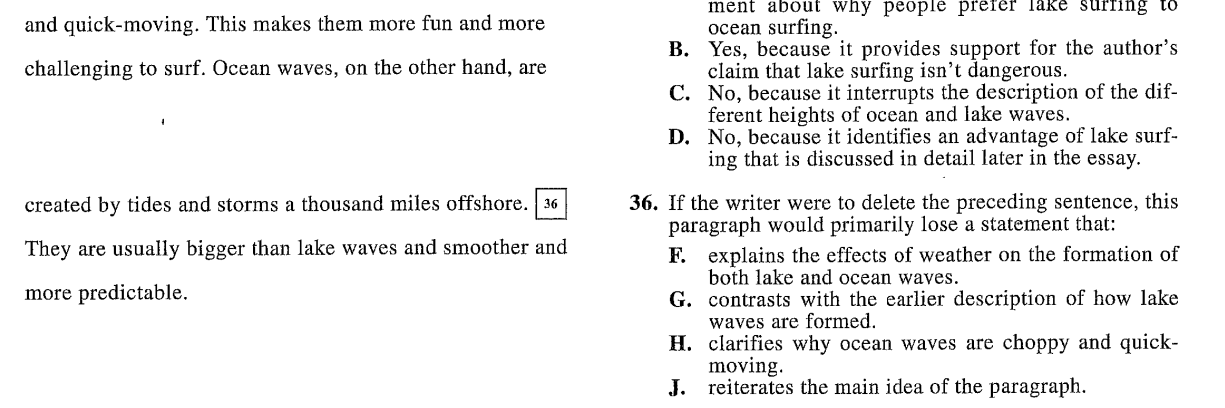 and quick-moving. This makes them more fun and more
challenging to surf. Ocean waves, on the other hand, are
created by tides and storms a thousand miles offshore. 36
They are usually bigger than lake waves and smoother and
more predictable.
ment about why people prefer lake surfing to
ocean surfing.
B. Yes, because it provides support for the author's
claim that lake surfing isn't dangerous.
C. No, because it interrupts the description of the dif-
ferent heights of ocean and lake waves.
D. No, because it identifies an advantage of lake surf-
ing that is discussed in detail later in the essay.
36. If the writer were to delete the preceding sentence, this
paragraph would primarily lose a statement that:
F. explains the effects of weather on the formation of
both lake and ocean waves.
G. contrasts with the earlier description of how lake
waves are formed.
H. clarifies why ocean waves are choppy and quick-
moving.
J. reiterates the main idea of the paragraph.